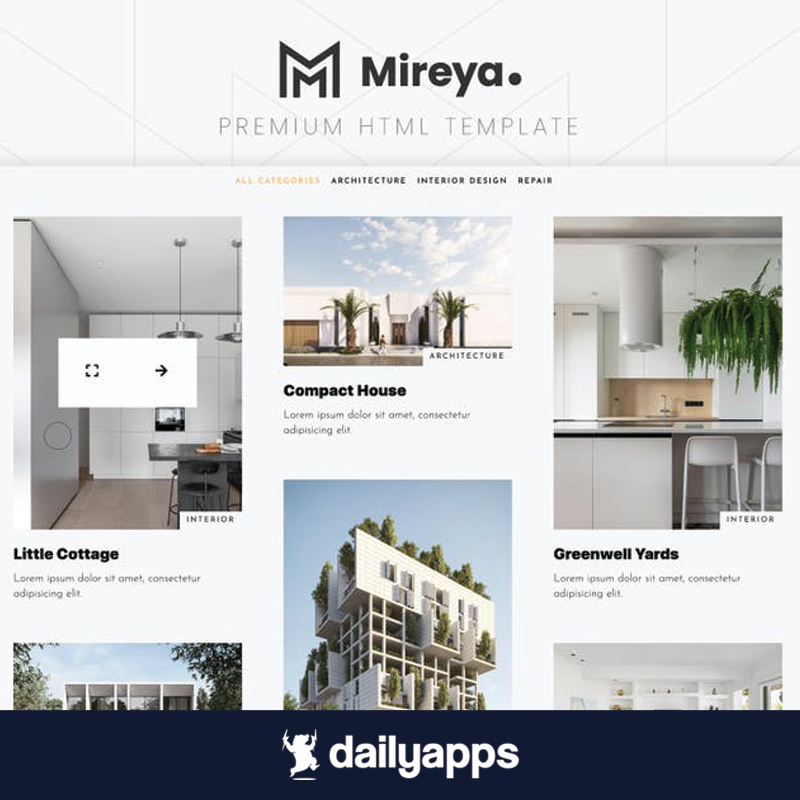 Mireya.
PREMIUM HTML TEMPLATE
ALL CATEGORIES ARCHITECTURE INTERIOR DESIGN REPAIR
INTERIOR
Little Cottage
Lorem ipsum dolor sit amet, consectetur
adipisicing elit.
ARCHITECTURE
Compact House
Lorem ipsum dolor sit amet, consectetur
adipisicing elit.
INTERIOR
Greenwell Yards
Lorem ipsum dolor sit amet, consectetur
adipisicing elit.
dailyapps